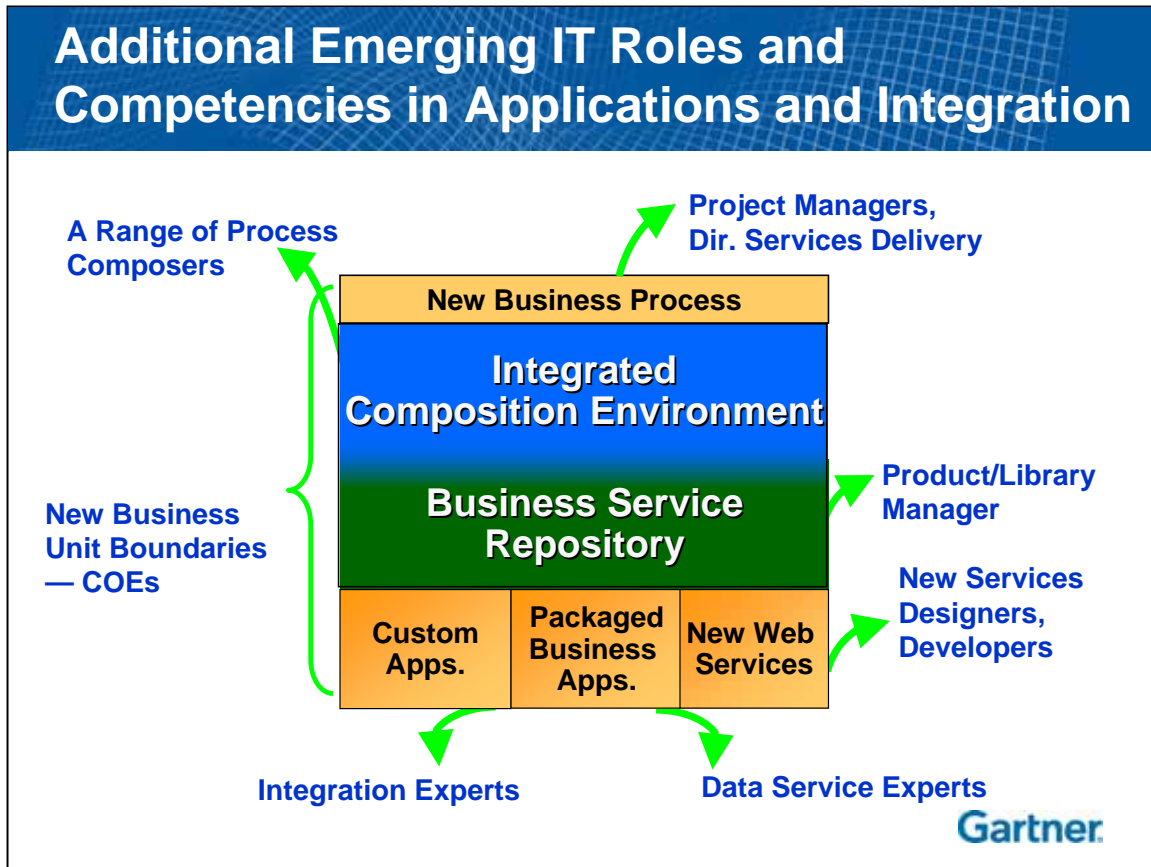 Additional Emerging IT Roles and
Competencies in Applications and Integration
A Range of Process
Composers
Project Managers,
Dir. Services Delivery
New Business Process
Integrated
Composition Environment
Business Service
Repository
Product/Library
Manager
New Business
Unit Boundaries
— COEs
New Services
Designers,
Developers
Custom
Apps.
Packaged
Business
Apps.
New Web
Services
Integration Experts
Data Service Experts
Gartner